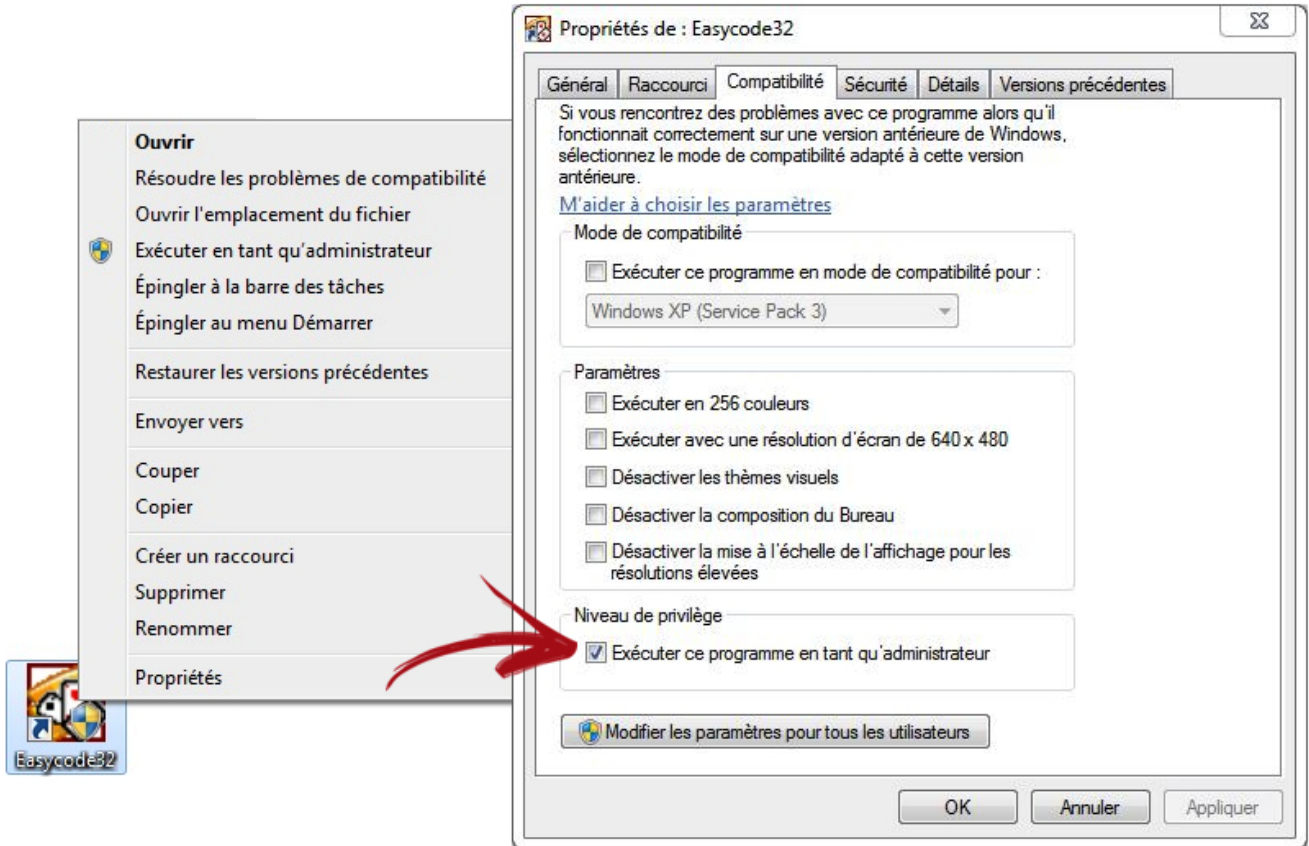 Ouvrir
Résoudre les problèmes de compatibilité
Ouvrir l'emplacement du fichier
Exécuter en tant qu'administrateur
Épingler à la barre des tâches
Épingler au menu Démarrer
Restaurer les versions précédentes
Envoyer vers
Couper
Copier
Créer un raccourci
Supprimer
Renommer
Propriétés
Easycode32
Propriétés de : Easycode32
Général Raccourci Compatibilité Sécurité Détails Versions précédentes
Si vous rencontrez des problèmes avec ce programme alors qu'il
fonctionnait correctement sur une version antérieure de Windows,
sélectionnez le mode de compatibilité adapté à cette version
antérieure.
M'aider à choisir les paramètres
Mode de compatibilité
Exécuter ce programme en mode de compatibilité pour :
Windows XP (Service Pack 3)
Paramètres
Exécuter en 256 couleurs
Exécuter avec une résolution d'écran de 640 x 480
Désactiver les thèmes visuels
Désactiver la composition du Bureau
Désactiver la mise à l'échelle de l'affichage pour les
résolutions élevées
Niveau de privilège
Exécuter ce programme en tant qu'administrateur
Modifier les paramètres pour tous les utilisateurs
OK Annuler Appliquer